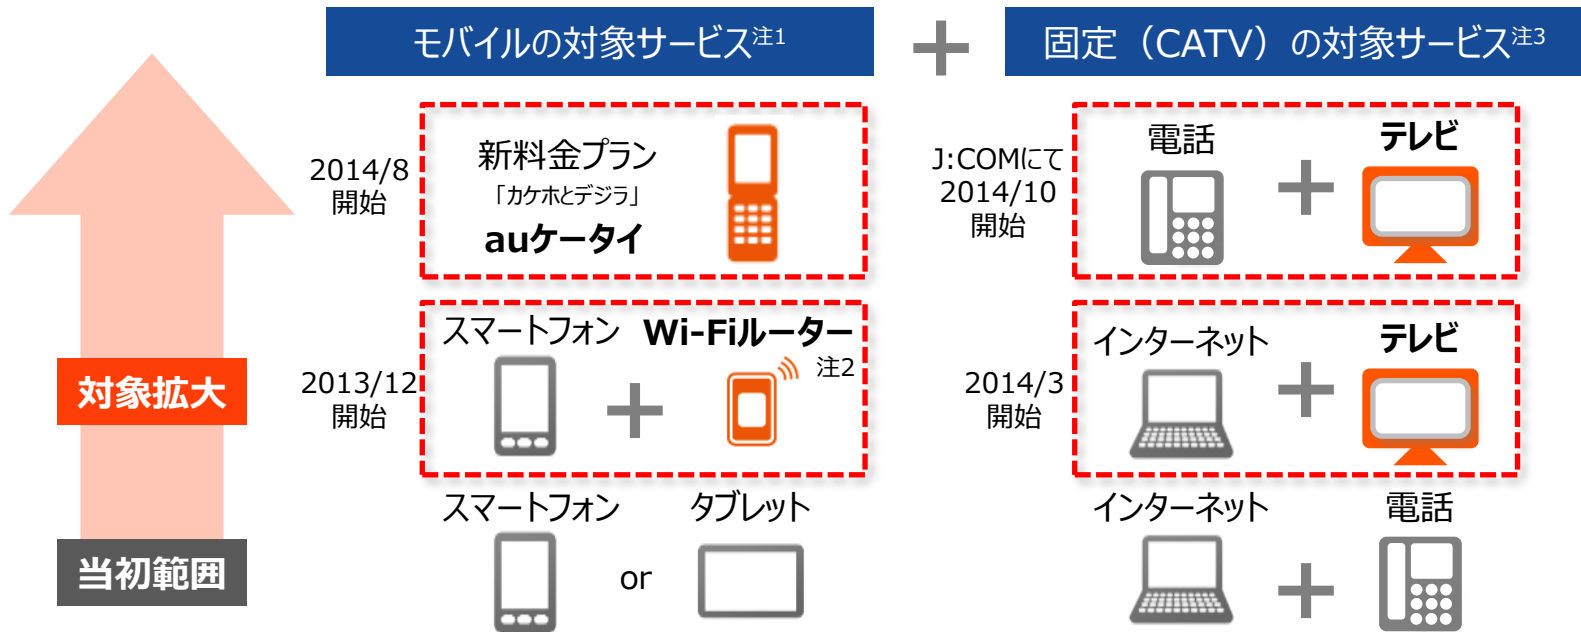 モバイルの対象サービス注1
+
固定（CATV）の対象サービス注3
2014/8
開始
新料金プラン
「カケホとデジラ」
auケータイ
J:COMにて
2014/10
開始
電話
+
テレビ
対象拡大
2013/12
開始
スマートフォン
+
Wi-Fiルーター
注2
2014/3
開始
インターネット
+
テレビ
当初範囲
スマートフォン
or
タブレット
インターネット
+
電話